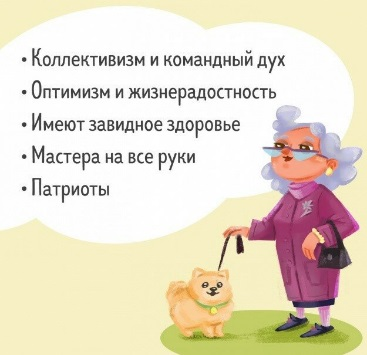 • Коллективизм и командный дух
• Оптимизм и жизнерадостность
• Имеют завидное здоровье
• Мастера на все руки
• Патриоты